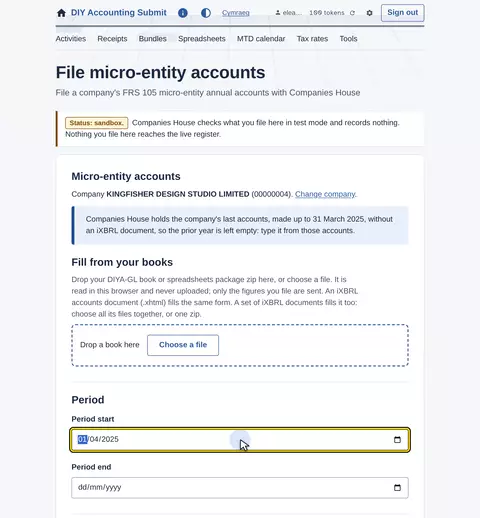 DIY Accounting Submit
Cymraeg
elea...
199 tokens
Sign out
Activities
Receipts
Bundles
Spreadsheets
MTD calendar
Tax rates
Tools
File micro-entity accounts
File a company's FRS 105 micro-entity annual accounts with Companies House
Status: sandbox. Companies House checks what you file here in test mode and records nothing.
Nothing you file here reaches the live register.
Micro-entity accounts
Company KINGFISHER DESIGN STUDIO LIMITED (00000004). Change company.
Companies House holds the company's last accounts, made up to 31 March 2025, without
an iXBRL document, so the prior year is left empty: type it from those accounts.
Fill from your books
Drop your DIYA-GL book or spreadsheets package zip here, or choose a file. It is
read in this browser and never uploaded; only the figures you file are sent. An iXBRL
accounts document (.xhtml) fills the same form. A set of iXBRL documents fills it too:
choose all its files together, or one zip.
Drop a book here
Choose a file
Period
Period start
01/04/2025
Period end
dd/mm/yyyy